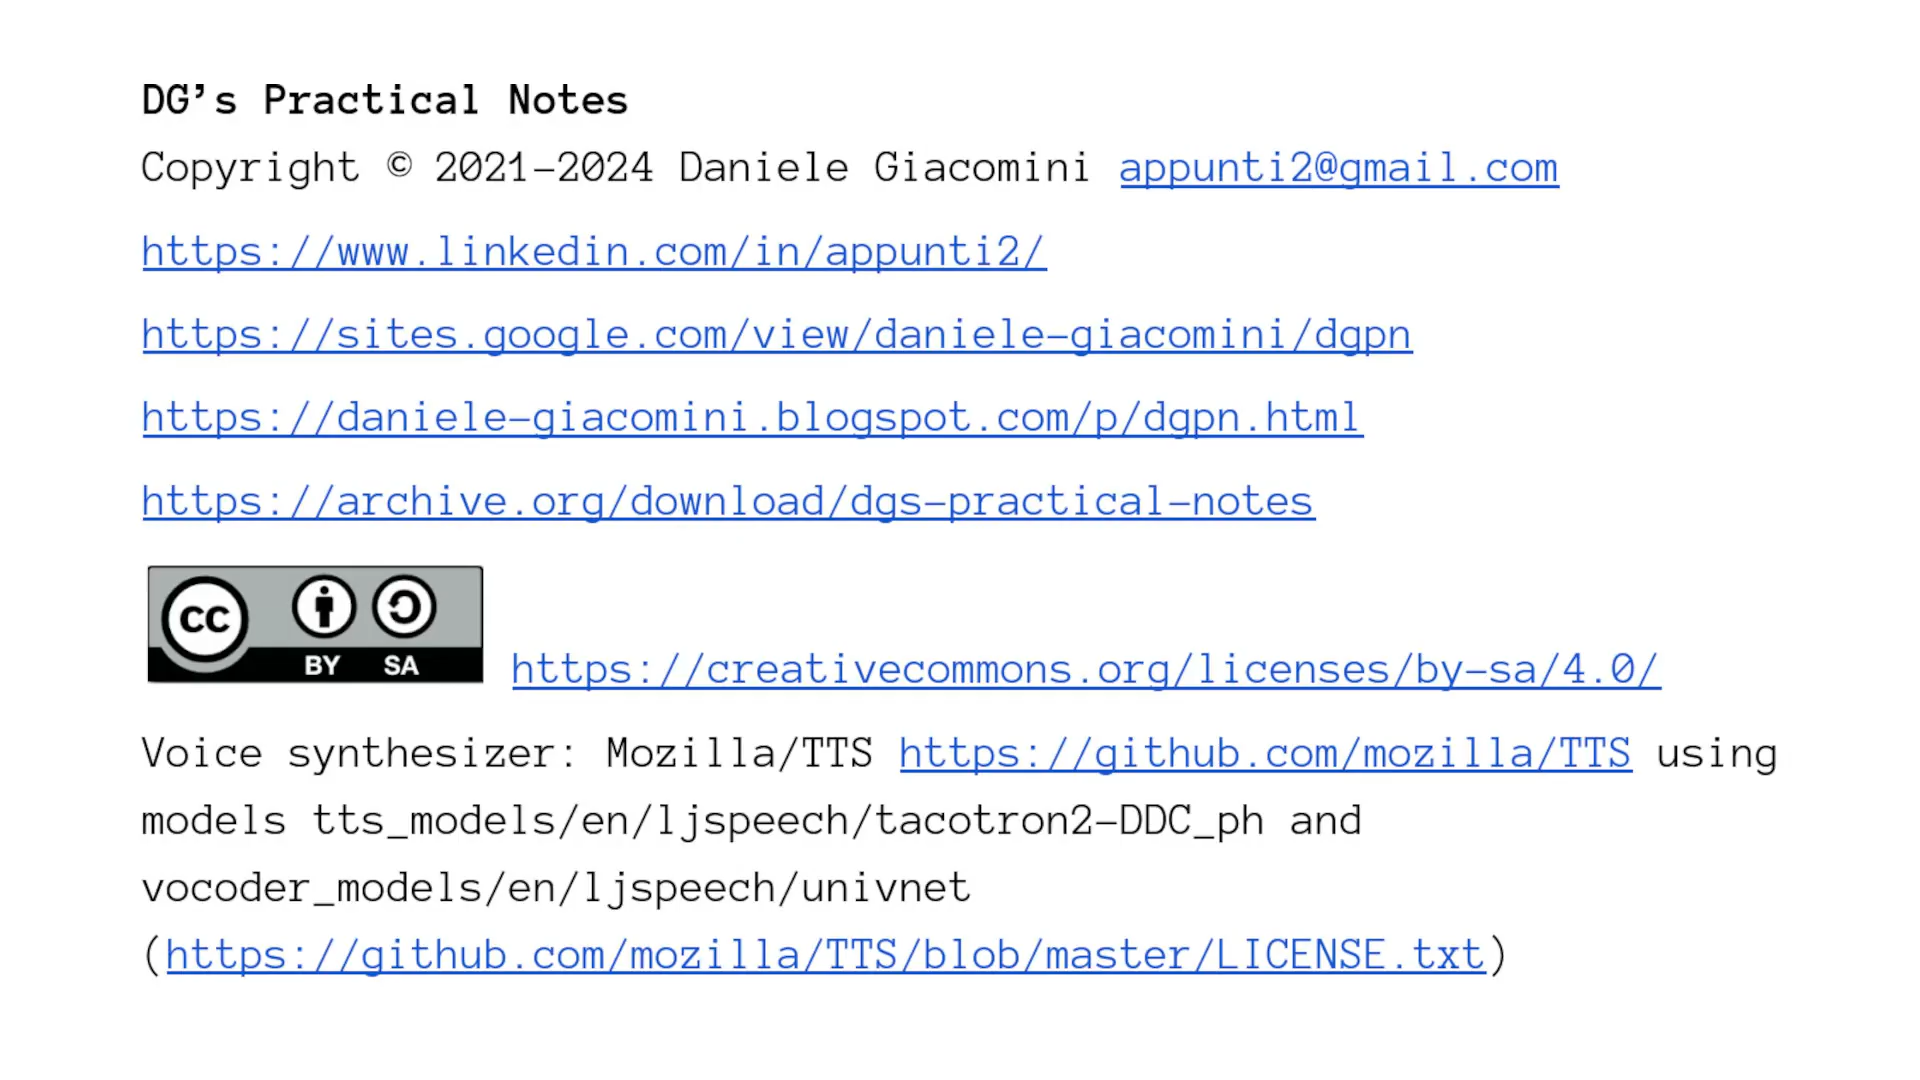 DG’s Practical Notes
Copyright © 2021-2024 Daniele Giacomini appunti2@gmail.com
https://www.linkedin.com/in/appunti2/
https://sites.google.com/view/daniele-giacomini/dgpn
https://daniele-giacomini.blogspot.com/p/dgpn.html
https://archive.org/download/dgs-practical-notes
CC BY SA https://creativecommons.org/licenses/by-sa/4.0/
Voice synthesizer: Mozilla/TTS https://github.com/mozilla/TTS using
models tts_models/en/ljspeech/tacotron2-DDC_ph and
vocoder_models/en/ljspeech/univnet
(https://github.com/mozilla/TTS/blob/master/LICENSE.txt)